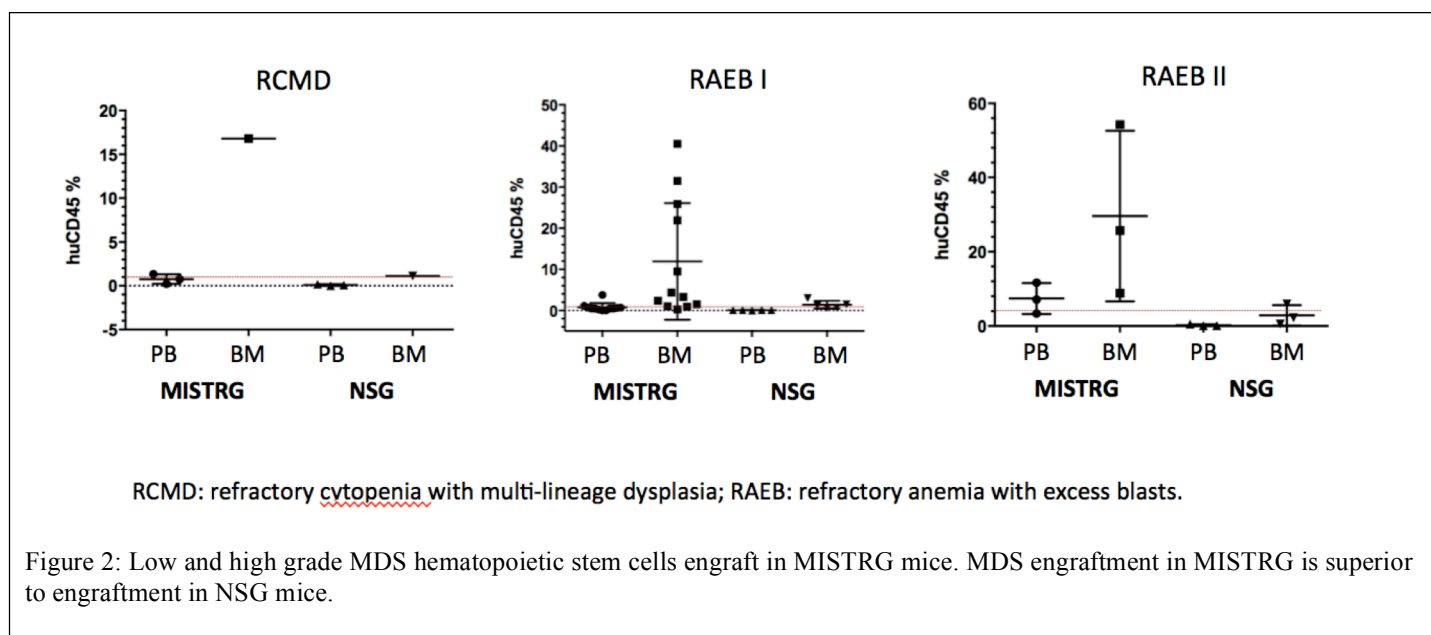 RCMD
RAEB I
RAEB II
huCD45 %
20
15
10
5
0
-5
PB BM PB BM
MISTRG NSG
huCD45 %
50
40
30
20
10
0
PB BM PB BM
MISTRG NSG
huCD45 %
60
40
20
0
PB BM PB BM
MISTRG NSG
RCMD: refractory cytopenia with multi-lineage dysplasia; RAEB: refractory anemia with excess blasts.
Figure 2: Low and high grade MDS hematopoietic stem cells engraft in MISTRG mice. MDS engraftment in MISTRG is superior
to engraftment in NSG mice.